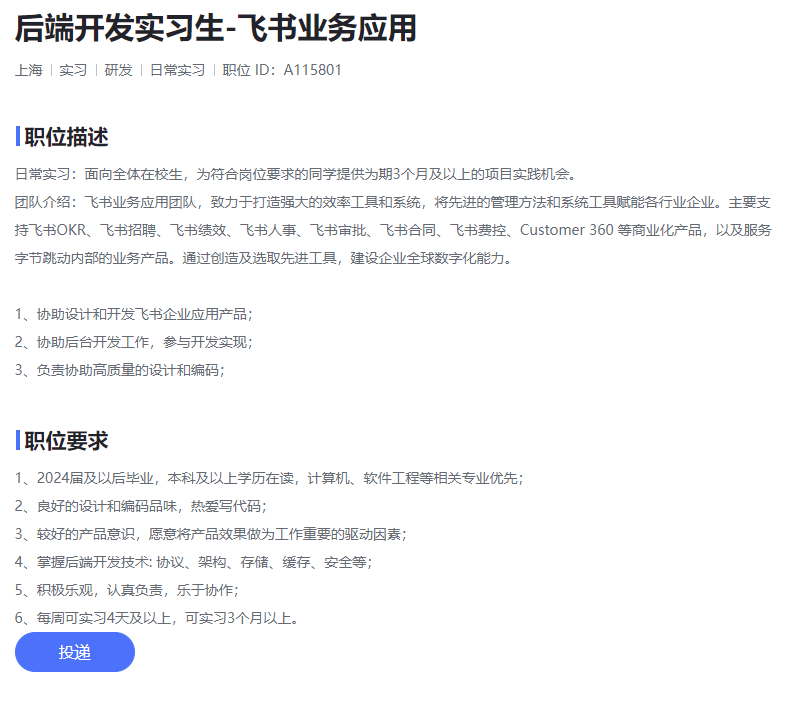 后端开发实习生-飞书业务应用
上海 | 实习 | 研发 | 日常实习 | 职位 ID：A115801
职位描述
日常实习：面向全体在校生，为符合岗位要求的同学提供为期3个月及以上的项目实践机会。
团队介绍：飞书业务应用团队，致力于打造强大的效率工具和系统，将先进的管理方法和系统工具赋能各行业企业。主要支
持飞书OKR、飞书招聘、飞书绩效、飞书人事、飞书审批、飞书合同、飞书费控、Customer 360 等商业化产品，以及服务
字节跳动内部的业务产品。通过创造及选取先进工具，建设企业全球数字化能力。
1、协助设计和开发飞书企业应用产品；
2、协助后台开发工作，参与开发实现；
3、负责协助高质量的设计和编码；
职位要求
1、2024届及以后毕业，本科及以上学历在读，计算机、软件工程等相关专业优先；
2、良好的设计和编码品味，热爱写代码；
3、较好的产品意识，愿意将产品效果做为工作重要的驱动因素；
4、掌握后端开发技术: 协议、架构、存储、缓存、安全等；
5、积极乐观，认真负责，乐于协作；
6、每周可实习4天及以上，可实习3个月以上。
投递